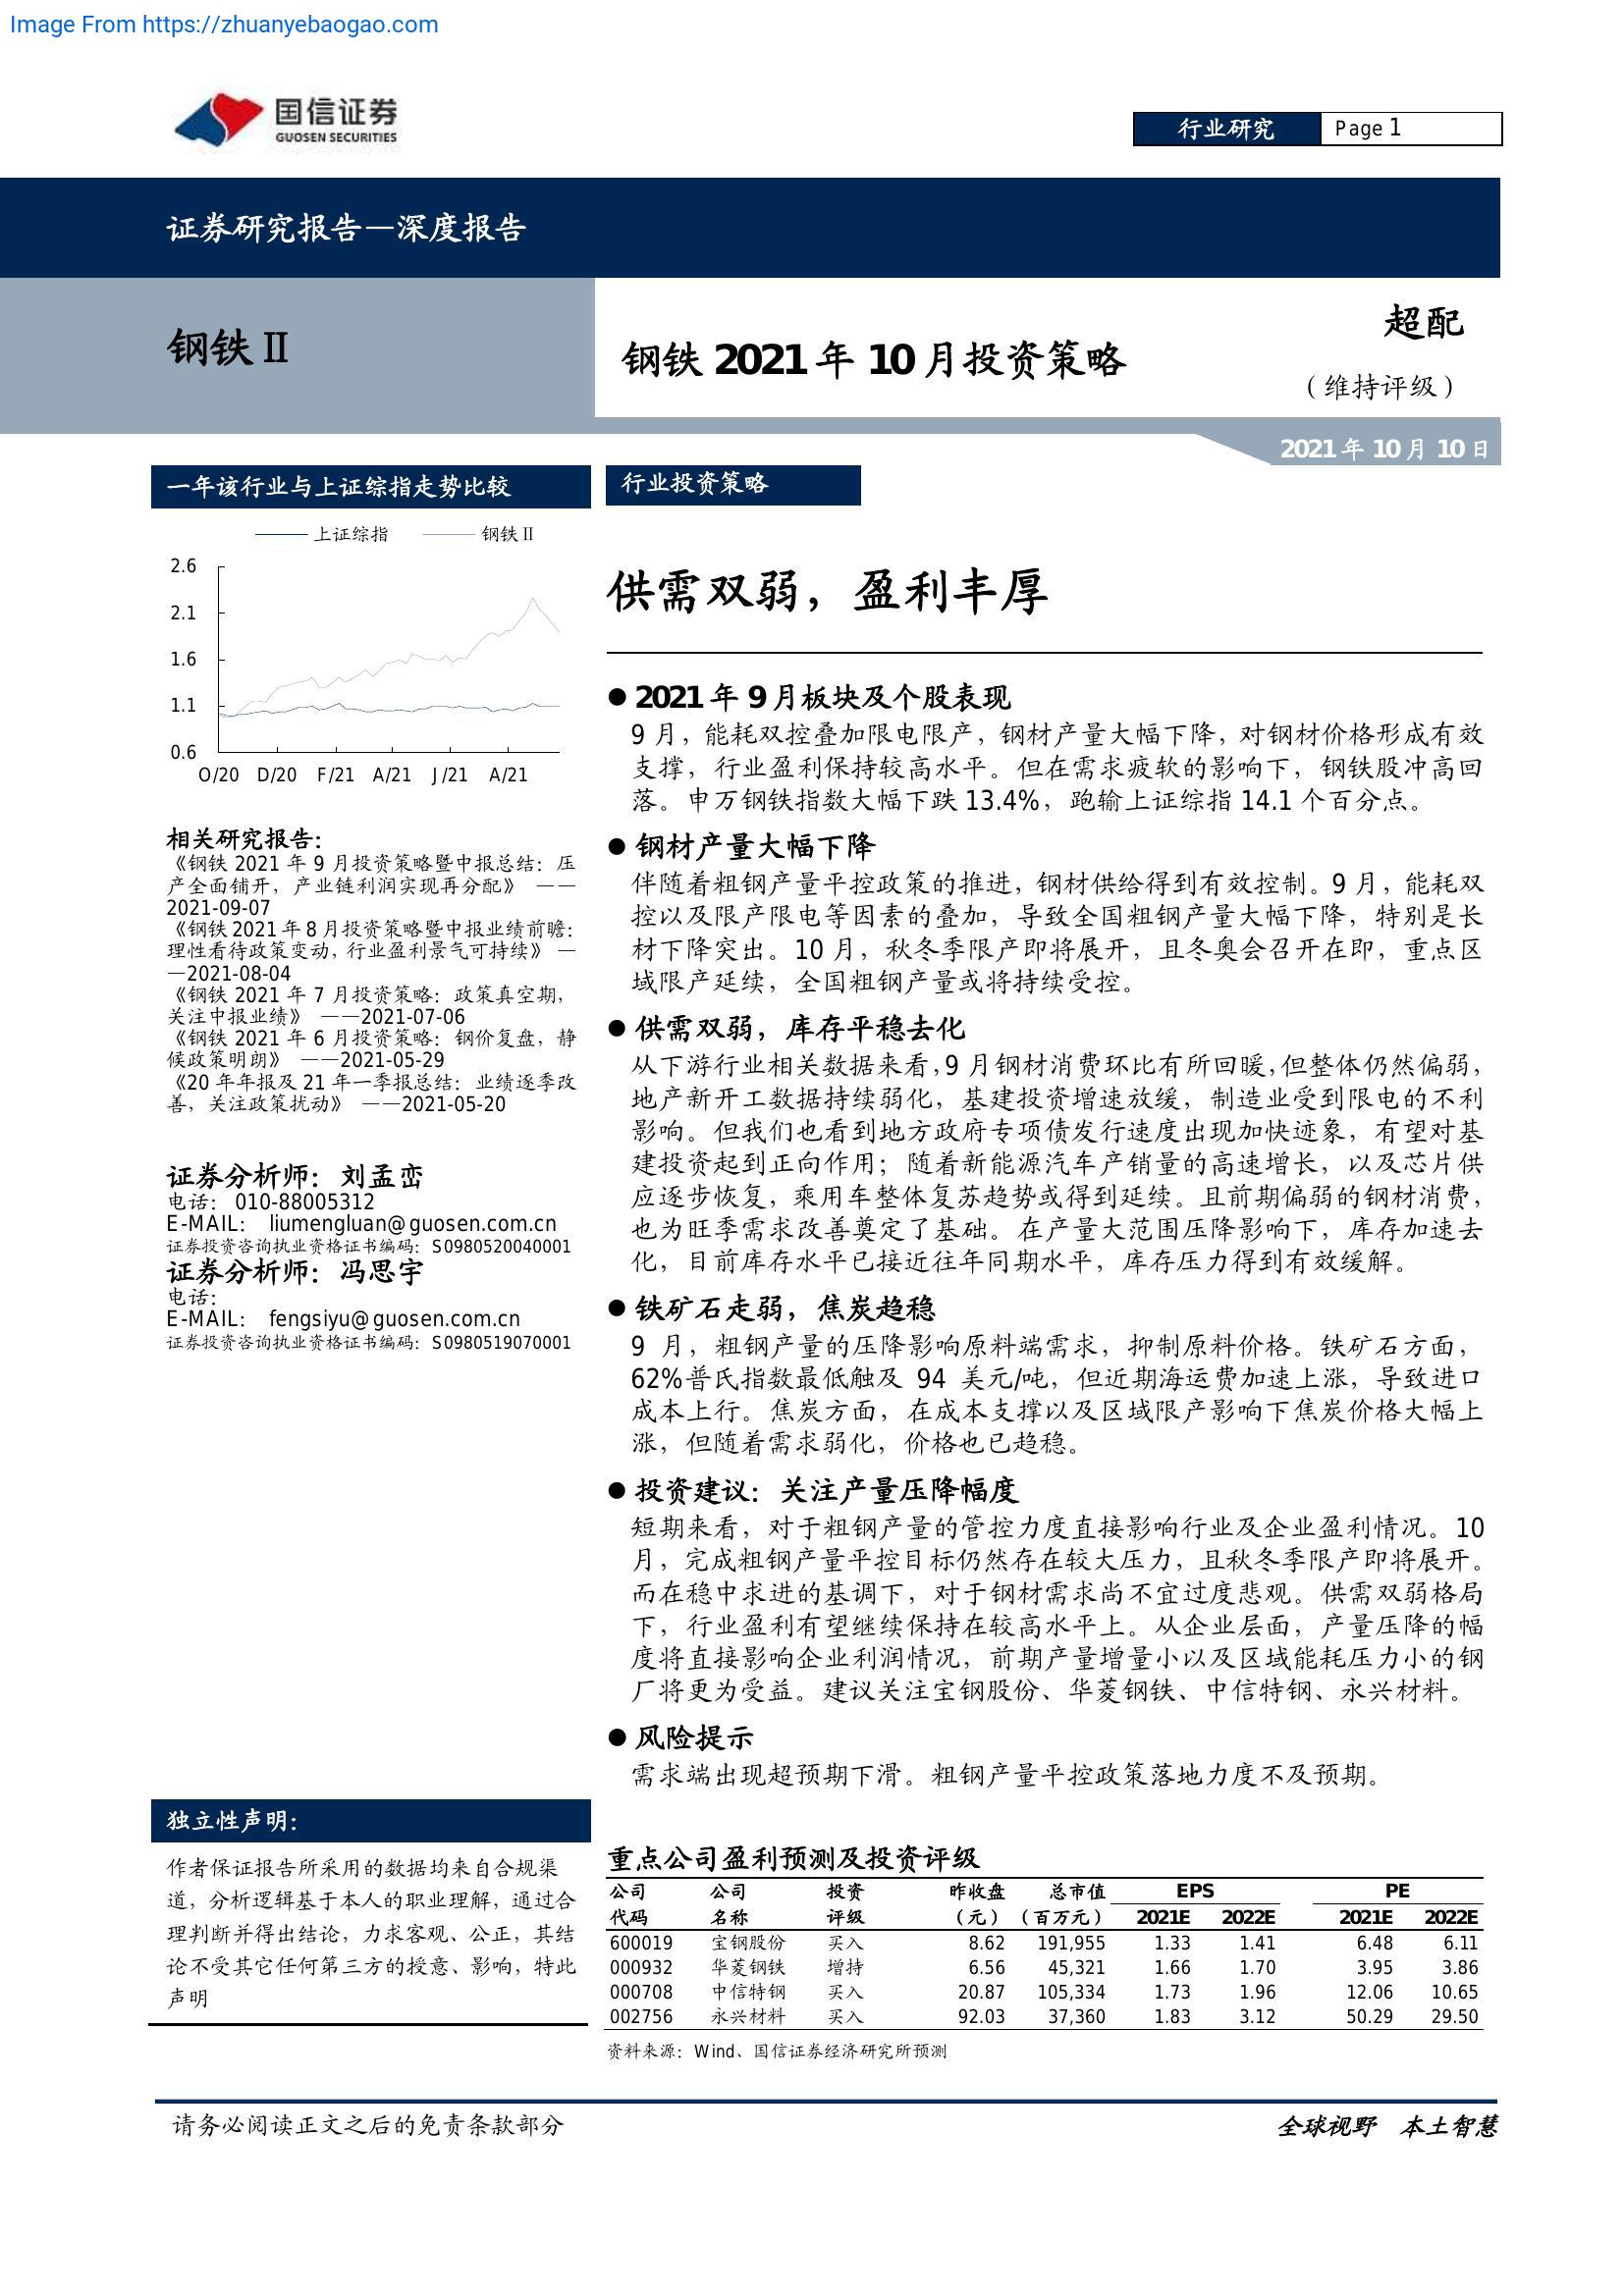 Image From https://zhuanyebaogao.com
国信证券
GUOSEN SECURITIES
行业研究 Page 1
证券研究报告—深度报告
钢铁Ⅱ
钢铁 2021 年 10 月投资策略
超配
（维持评级）
2021 年 10 月 10 日
一年该行业与上证综指走势比较
上证综指 钢铁Ⅱ
2.6
2.1
1.6
1.1
0.6
O/20 D/20 F/21 A/21 J/21 A/21
相关研究报告：
《钢铁 2021 年 9 月投资策略暨中报总结：压
产全面铺开，产业链利润实现再分配》 ——
2021-09-07
《钢铁 2021 年 8 月投资策略暨中报业绩前瞻：
理性看待政策变动，行业盈利景气可持续》 —
—2021-08-04
《钢铁 2021 年 7 月投资策略：政策真空期，
关注中报业绩》 ——2021-07-06
《钢铁 2021 年 6 月投资策略：钢价复盘，静
候政策明朗》 ——2021-05-29
《20 年年报及 21 年一季报总结：业绩逐季改
善，关注政策扰动》 ——2021-05-20
证券分析师：刘孟峦
电话： 010-88005312
E-MAIL： liumengluan@guosen.com.cn
证券投资咨询执业资格证书编码：S0980520040001
证券分析师：冯思宇
电话：
E-MAIL： fengsiyu@guosen.com.cn
证券投资咨询执业资格证书编码：S0980519070001
独立性声明：
作者保证报告所采用的数据均来自合规渠
道，分析逻辑基于本人的职业理解，通过合
理判断并得出结论，力求客观、公正，其结
论不受其它任何第三方的授意、影响，特此
声明
行业投资策略
供需双弱，盈利丰厚
● 2021 年 9 月板块及个股表现
9 月，能耗双控叠加限电限产，钢材产量大幅下降，对钢材价格形成有效
支撑，行业盈利保持较高水平。但在需求疲软的影响下，钢铁股冲高回
落。申万钢铁指数大幅下跌 13.4%，跑输上证综指 14.1 个百分点。
● 钢材产量大幅下降
伴随着粗钢产量平控政策的推进，钢材供给得到有效控制。9 月，能耗双
控以及限产限电等因素的叠加，导致全国粗钢产量大幅下降，特别是长
材下降突出。10 月，秋冬季限产即将展开，且冬奥会召开在即，重点区
域限产延续，全国粗钢产量或将持续受控。
● 供需双弱，库存平稳去化
从下游行业相关数据来看，9 月钢材消费环比有所回暖，但整体仍然偏弱，
地产新开工数据持续弱化，基建投资增速放缓，制造业受到限电的不利
影响。但我们也看到地方政府专项债发行速度出现加快迹象，有望对基
建投资起到正向作用；随着新能源汽车产销量的高速增长，以及芯片供
应逐步恢复，乘用车整体复苏趋势或得到延续。且前期偏弱的钢材消费，
也为旺季需求改善奠定了基础。在产量大范围压降影响下，库存加速去
化，目前库存水平已接近往年同期水平，库存压力得到有效缓解。
● 铁矿石走弱，焦炭趋稳
9 月，粗钢产量的压降影响原料端需求，抑制原料价格。铁矿石方面，
62%普氏指数最低触及 94 美元/吨，但近期海运费加速上涨，导致进口
成本上行。焦炭方面，在成本支撑以及区域限产影响下焦炭价格大幅上
涨，但随着需求弱化，价格也已趋稳。
● 投资建议：关注产量压降幅度
短期来看，对于粗钢产量的管控力度直接影响行业及企业盈利情况。10
月，完成粗钢产量平控目标仍然存在较大压力，且秋冬季限产即将展开。
而在稳中求进的基调下，对于钢材需求尚不宜过度悲观。供需双弱格局
下，行业盈利有望继续保持在较高水平上。从企业层面，产量压降的幅
度将直接影响企业利润情况，前期产量增量小以及区域能耗压力小的钢
厂将更为受益。建议关注宝钢股份、华菱钢铁、中信特钢、永兴材料。
● 风险提示
需求端出现超预期下滑。粗钢产量平控政策落地力度不及预期。
重点公司盈利预测及投资评级
公司 公司 投资 昨收盘 总市值 EPS PE
代码 名称 评级 （元） （百万元） 2021E 2022E 2021E 2022E
600019 宝钢股份 买入 8.62 191,955 1.33 1.41 6.48 6.11
000932 华菱钢铁 增持 6.56 45,321 1.66 1.70 3.95 3.86
000708 中信特钢 买入 20.87 105,334 1.73 1.96 12.06 10.65
002756 永兴材料 买入 92.03 37,360 1.83 3.12 50.29 29.50
资料来源：Wind、国信证券经济研究所预测
请务必阅读正文之后的免责条款部分
全球视野 本土智慧